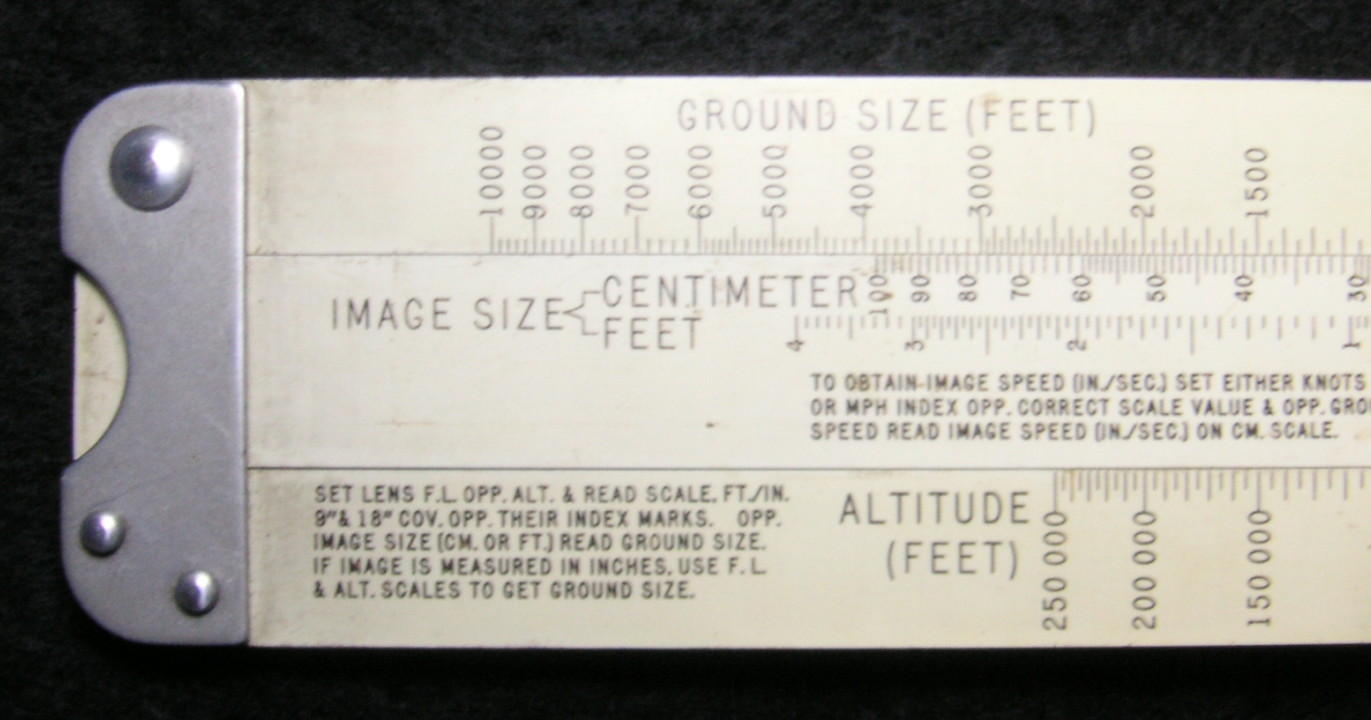 GROUND SIZE (FEET)
10000 9000 8000 7000 6000 5000 4000 3000 2000 1500
IMAGE SIZE CENTIMETER
FEET
100 90 80 70 60 50 40 30
4 3 2 1
TO OBTAIN IMAGE SPEED (IN./SEC.) SET EITHER KNOTS
OR MPH INDEX OPP. CORRECT SCALE VALUE & OPP. GRO
SPEED READ IMAGE SPEED (IN./SEC.) ON CM. SCALE.
SET LENS F.L. OPP. ALT. & READ SCALE, FT./IN.
9"& 18" COV. OPP. THEIR INDEX MARKS. OPP.
IMAGE SIZE (CM. OR FT.) READ GROUND SIZE.
IF IMAGE IS MEASURED IN INCHES, USE F. L.
& ALT. SCALES TO GET GROUND SIZE.
ALTITUDE
(FEET)
250 000 200 000 150 000